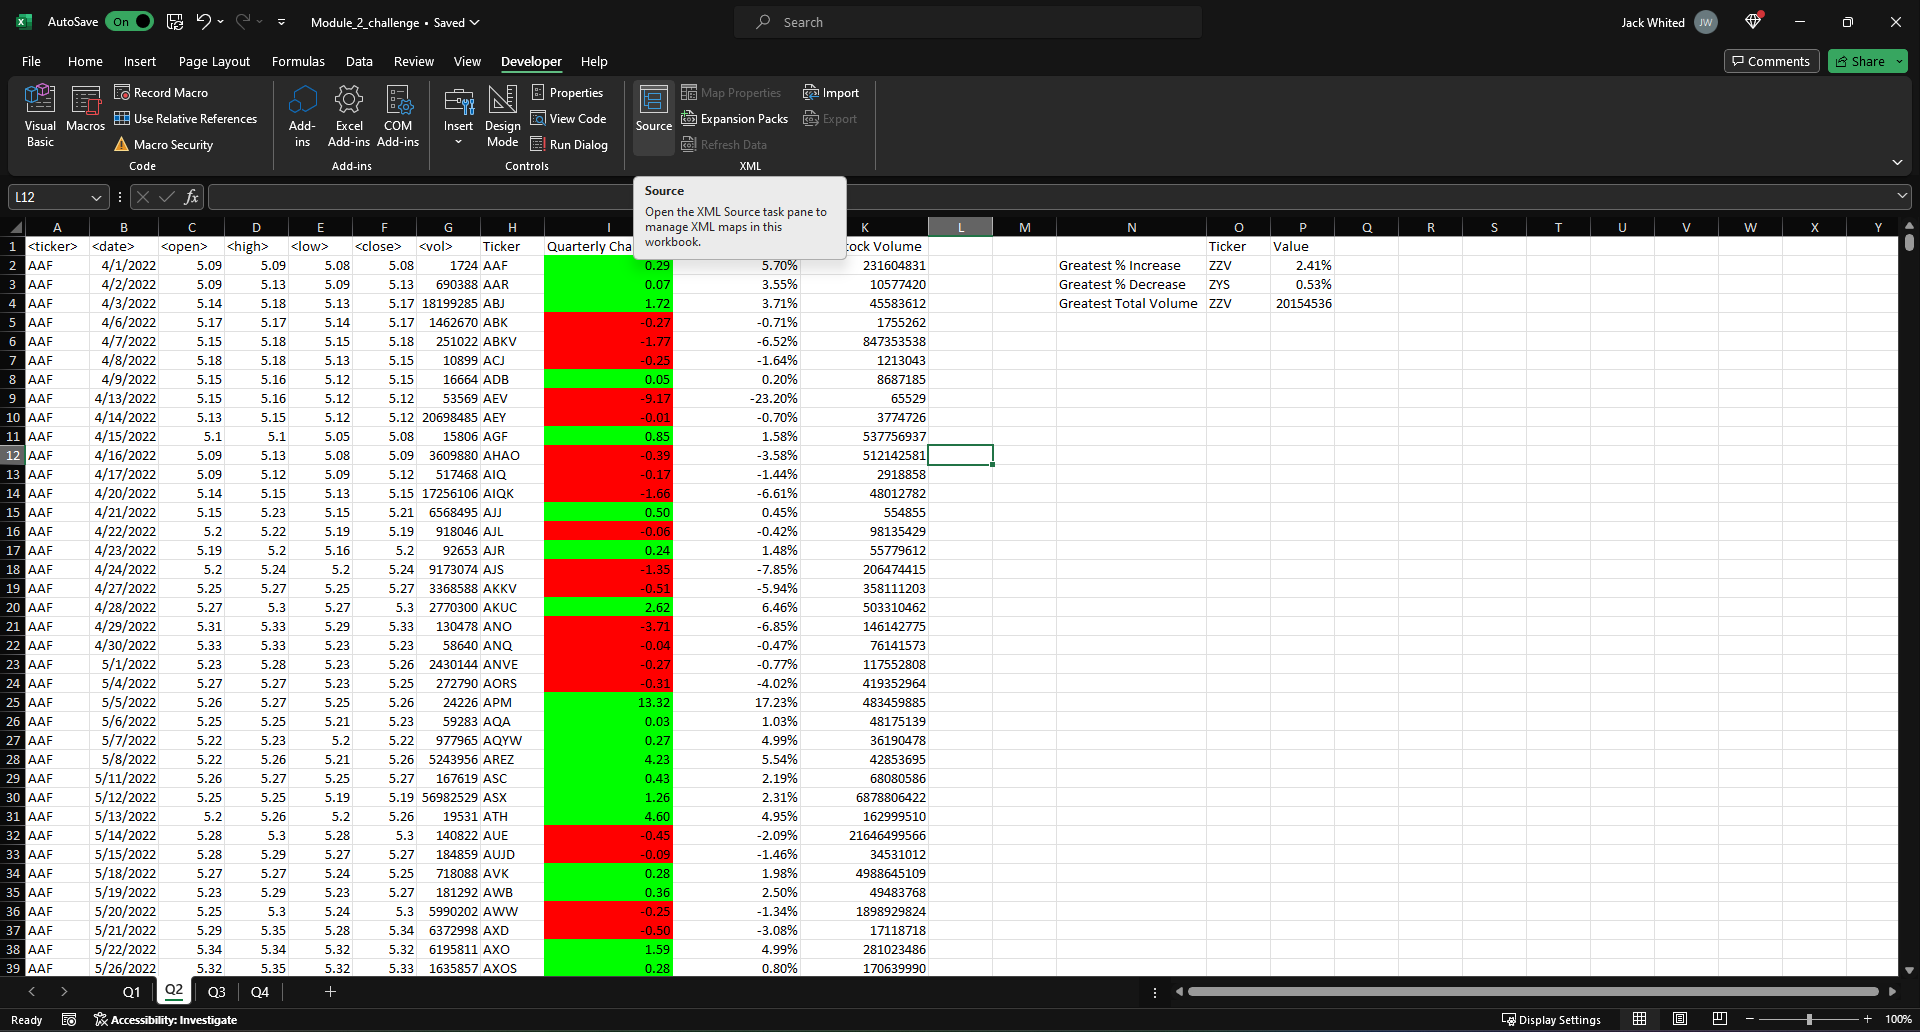 AutoSave On Module_2_challenge • Saved Search Jack Whited JW
File Home Insert Page Layout Formulas Data Review View Developer Help Comments Share
Visual Basic
Macros
Record Macro
Use Relative References
Macro Security
Code
Add-ins
Excel Add-ins
COM Add-ins
Add-ins
Insert
Design Mode
Properties
View Code
Run Dialog
Controls
Source
Map Properties
Expansion Packs
Refresh Data
Import
Export
XML
L12 fx
Source
Open the XML Source task pane to
manage XML maps in this
workbook.
A B C D E F G H I K L M N O P Q R S T U V W X Y
1 <ticker> <date> <open> <high> <low> <close> <vol> Ticker Quarterly Cha ock Volume Ticker Value
2 AAF 4/1/2022 5.09 5.09 5.08 5.08 1724 AAF 0.29 5.70% 231604831 Greatest % Increase ZZV 2.41%
3 AAF 4/2/2022 5.09 5.13 5.09 5.13 690388 AAR 0.07 3.55% 10577420 Greatest % Decrease ZYS 0.53%
4 AAF 4/3/2022 5.14 5.18 5.13 5.17 18199285 ABJ 1.72 3.71% 45583612 Greatest Total Volume ZZV 20154536
5 AAF 4/6/2022 5.17 5.17 5.14 5.17 1462670 ABK -0.27 -0.71% 1755262
6 AAF 4/7/2022 5.15 5.18 5.15 5.18 251022 ABKV -1.77 -6.52% 847353538
7 AAF 4/8/2022 5.18 5.18 5.13 5.15 10899 ACJ -0.25 -1.64% 1213043
8 AAF 4/9/2022 5.15 5.16 5.12 5.15 16664 ADB 0.05 0.20% 8687185
9 AAF 4/13/2022 5.15 5.16 5.12 5.12 53569 AEV -9.17 -23.20% 65529
10 AAF 4/14/2022 5.13 5.15 5.12 5.12 20698485 AEY -0.01 -0.70% 3774726
11 AAF 4/15/2022 5.1 5.1 5.05 5.08 15806 AGF 0.85 1.58% 537756937
12 AAF 4/16/2022 5.09 5.13 5.08 5.09 3609880 AHAO -0.39 -3.58% 512142581
13 AAF 4/17/2022 5.09 5.12 5.09 5.12 517468 AIQ -0.17 -1.44% 2918858
14 AAF 4/20/2022 5.14 5.15 5.13 5.15 17256106 AIQK -1.66 -6.61% 48012782
15 AAF 4/21/2022 5.15 5.23 5.15 5.21 6568495 AJJ 0.50 0.45% 554855
16 AAF 4/22/2022 5.2 5.22 5.19 5.19 918046 AJL -0.06 -0.42% 98135429
17 AAF 4/23/2022 5.19 5.2 5.16 5.2 92653 AJR 0.24 1.48% 55779612
18 AAF 4/24/2022 5.2 5.24 5.2 5.24 9173074 AJS -1.35 -7.85% 206474415
19 AAF 4/27/2022 5.25 5.27 5.25 5.27 3368588 AKKV -0.51 -5.94% 358111203
20 AAF 4/28/2022 5.27 5.3 5.27 5.3 2770300 AKUC 2.62 6.46% 503310462
21 AAF 4/29/2022 5.31 5.33 5.29 5.33 130478 ANO -3.71 -6.85% 146142775
22 AAF 4/30/2022 5.33 5.33 5.23 5.23 58640 ANQ -0.04 -0.47% 76141573
23 AAF 5/1/2022 5.23 5.28 5.23 5.26 2430144 ANVE -0.27 -0.77% 117552808
24 AAF 5/4/2022 5.27 5.27 5.23 5.25 272790 AORS -0.31 -4.02% 419352964
25 AAF 5/5/2022 5.26 5.27 5.25 5.26 24226 APM 13.32 17.23% 483459885
26 AAF 5/6/2022 5.25 5.25 5.21 5.23 59283 AQA 0.03 1.03% 48175139
27 AAF 5/7/2022 5.22 5.23 5.2 5.22 977965 AQYW 0.27 4.99% 36190478
28 AAF 5/8/2022 5.22 5.26 5.21 5.26 5243956 AREZ 4.23 5.54% 42853695
29 AAF 5/11/2022 5.26 5.27 5.25 5.27 167619 ASC 0.43 2.19% 68080586
30 AAF 5/12/2022 5.25 5.25 5.19 5.19 56982529 ASX 1.26 2.31% 6878806422
31 AAF 5/13/2022 5.2 5.26 5.2 5.26 19531 ATH 4.60 4.95% 162999510
32 AAF 5/14/2022 5.28 5.3 5.28 5.3 140822 AUE -0.45 -2.09% 21646499566
33 AAF 5/15/2022 5.28 5.29 5.27 5.27 184859 AUJD -0.09 -1.46% 34531012
34 AAF 5/18/2022 5.27 5.27 5.24 5.25 718088 AVK 0.28 1.98% 4988645109
35 AAF 5/19/2022 5.23 5.29 5.23 5.27 181292 AWB 0.36 2.50% 49483768
36 AAF 5/20/2022 5.25 5.3 5.24 5.3 5990202 AWW -0.25 -1.34% 1898929824
37 AAF 5/21/2022 5.29 5.35 5.28 5.34 6372998 AXD -0.50 -3.08% 17118718
38 AAF 5/22/2022 5.34 5.34 5.32 5.32 6195811 AXO 1.59 4.99% 281023486
39 AAF 5/26/2022 5.32 5.35 5.32 5.33 1635857 AXOS 0.28 0.80% 170639990
Q1 Q2 Q3 Q4
Ready Accessibility: Investigate Display Settings 100%